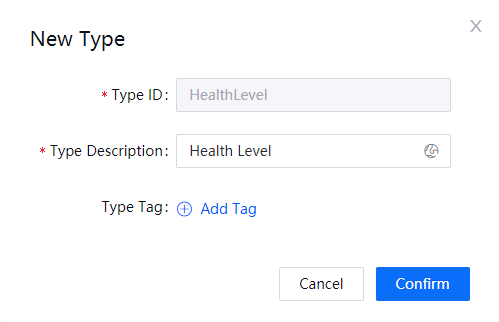 New Type
* Type ID: HealthLevel
* Type Description: Health Level
Type Tag: Add Tag
Cancel Confirm